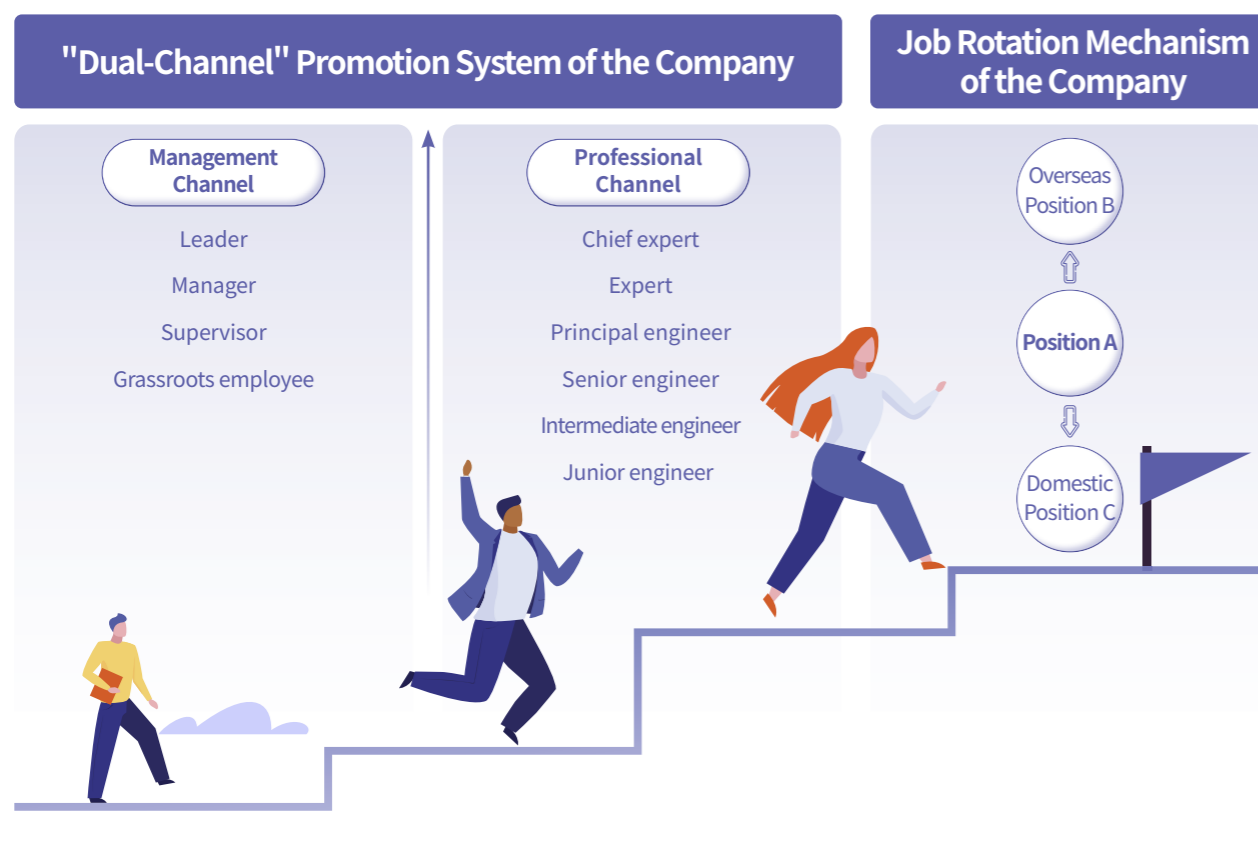 "Dual-Channel" Promotion System of the Company
Management
Channel
Leader
Manager
Supervisor
Grassroots employee
Professional
Channel
Chief expert
Expert
Principal engineer
Senior engineer
Intermediate engineer
Junior engineer
Job Rotation Mechanism
of the Company
Overseas
Position B
Position A
Domestic
Position C